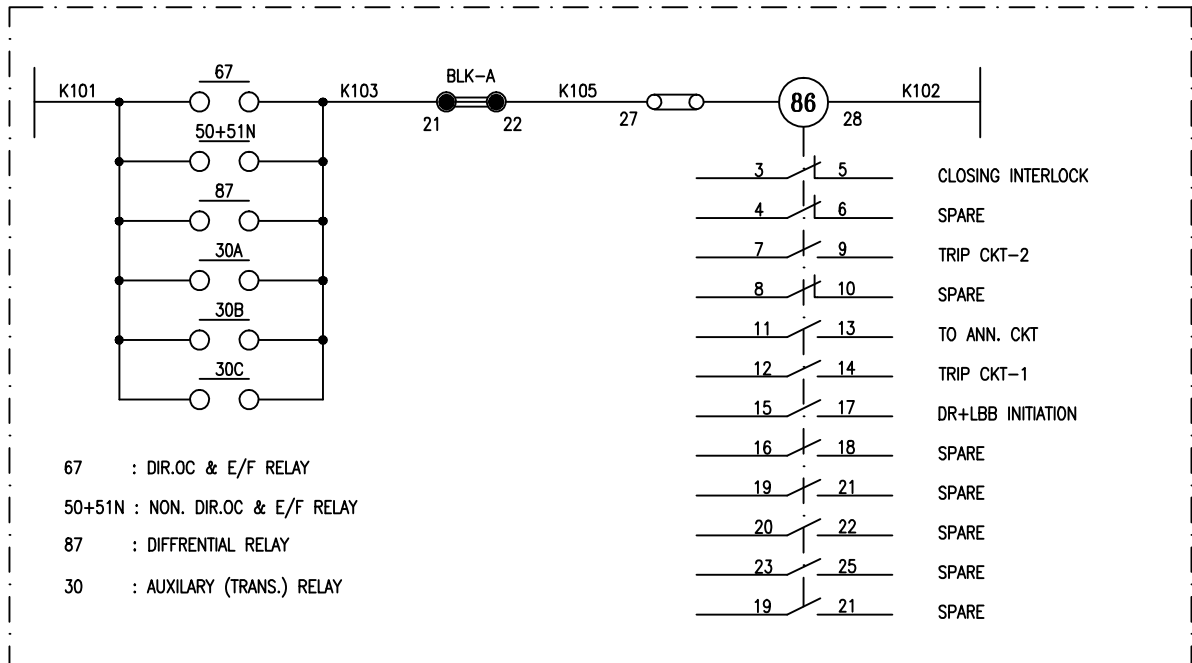 67
K101 K103 BLK-A K105 86 K102
21 22 27 28
50+51N
87
30A
30B
30C
3 5 CLOSING INTERLOCK
4 6 SPARE
7 9 TRIP CKT-2
8 10 SPARE
11 13 TO ANN. CKT
12 14 TRIP CKT-1
15 17 DR+LBB INITIATION
16 18 SPARE
19 21 SPARE
20 22 SPARE
23 25 SPARE
19 21 SPARE
67 : DIR.OC & E/F RELAY
50+51N : NON. DIR.OC & E/F RELAY
87 : DIFFRENTIAL RELAY
30 : AUXILARY (TRANS.) RELAY